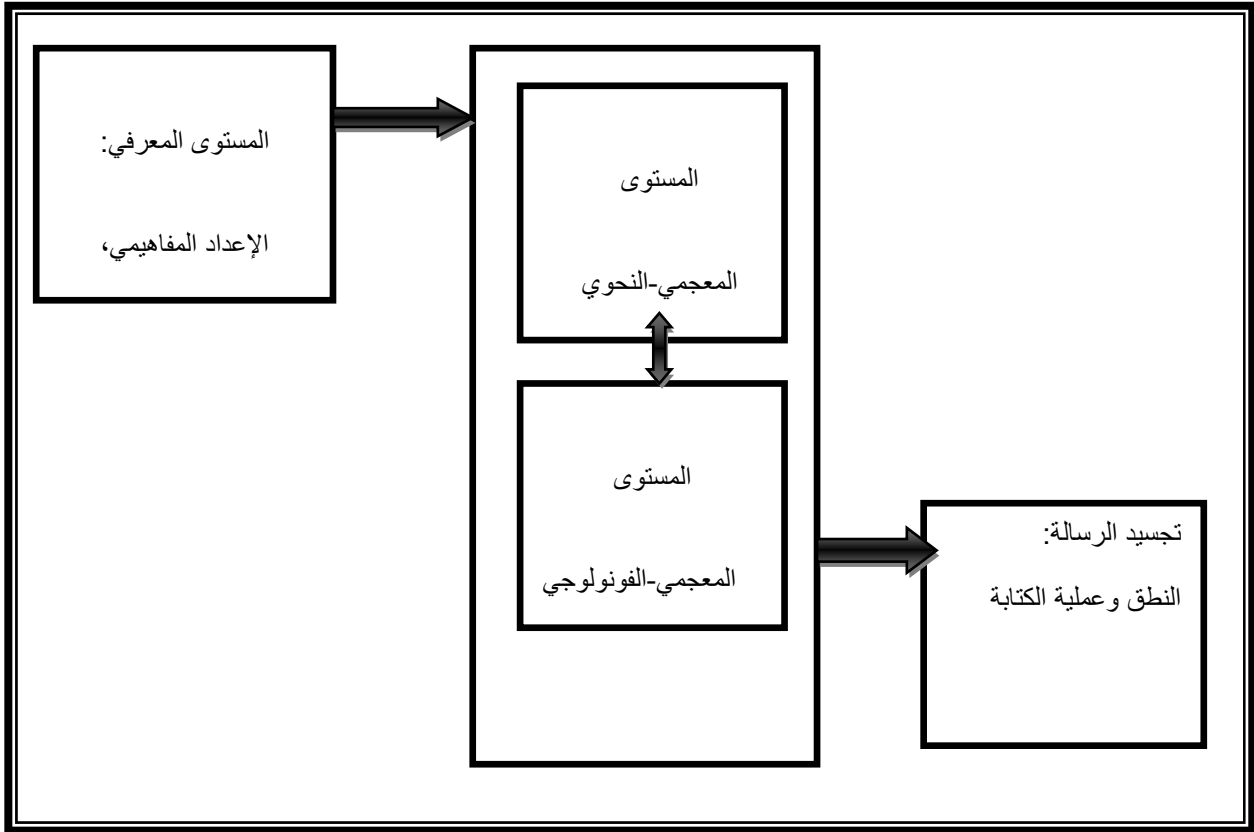 المستوى المعرفي:
الإعداد المفاهيمي،
المستوى
المعجمي-النحوي
المستوى
المعجمي-الفونولوجي
تجسيد الرسالة:
النطق وعملية الكتابة